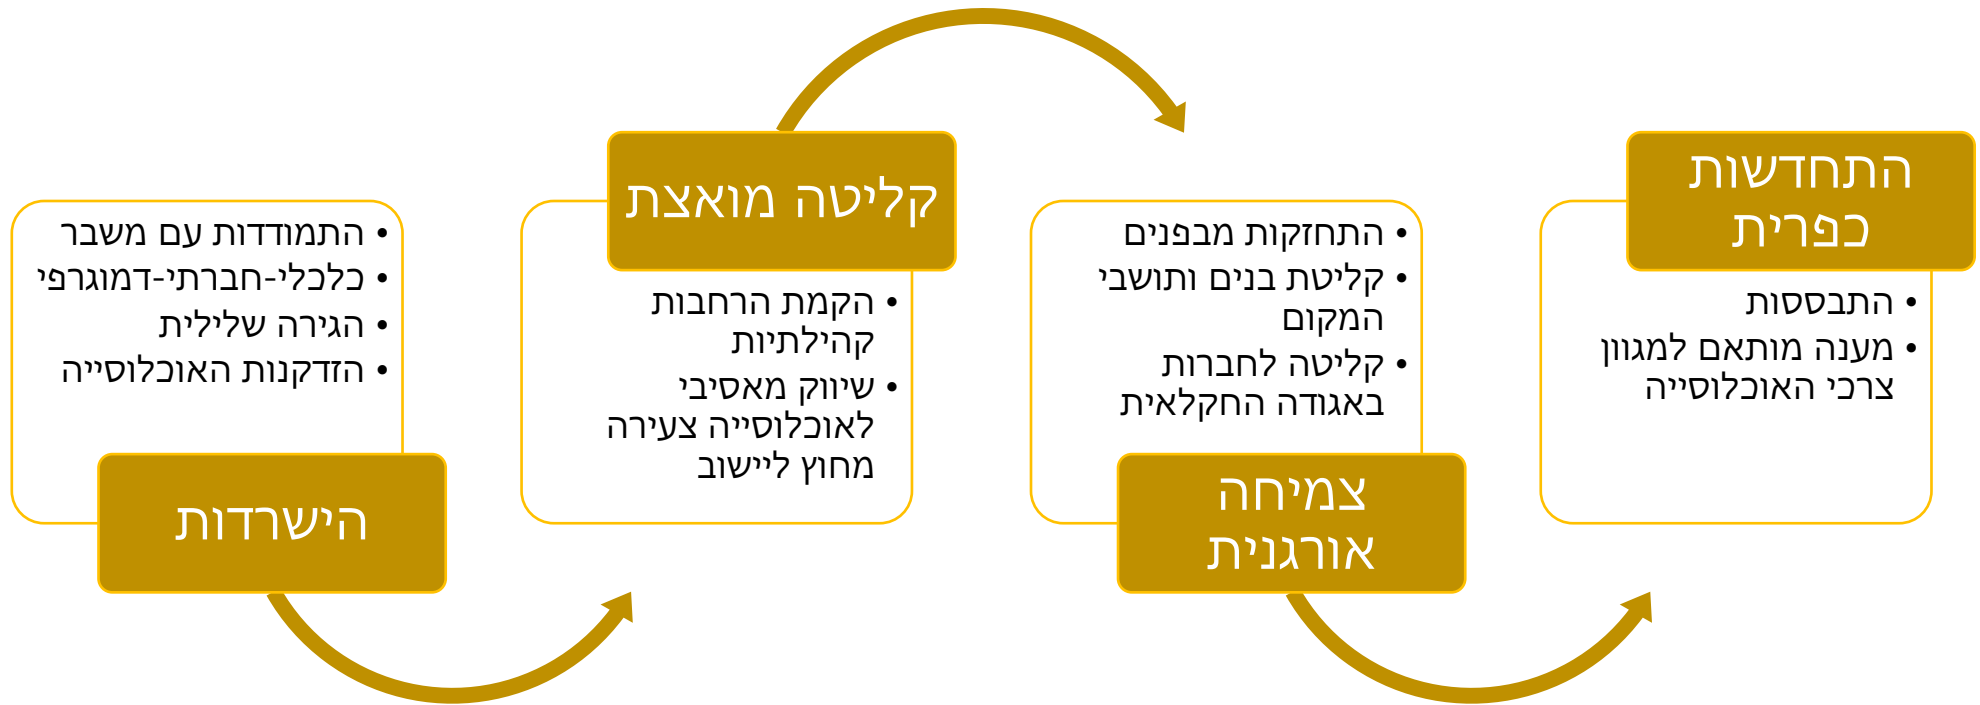 הישרדות
• התמודדות עם משבר
• כלכלי-חברתי-דמוגרפי
• הגירה שלילית
• הזדקנות האוכלוסייה
קליטה מואצת
• הקמת הרחבות
קהילתיות
• שיווק מאסיבי
לאוכלוסייה צעירה
מחוץ ליישוב
צמיחה
אורגנית
• התחזקות מבפנים
• קליטת בנים ותושבי
המקום
• קליטה לחברות
באגודה החקלאית
התחדשות
כפרית
• התבססות
• מענה מותאם למגוון
צרכי האוכלוסייה